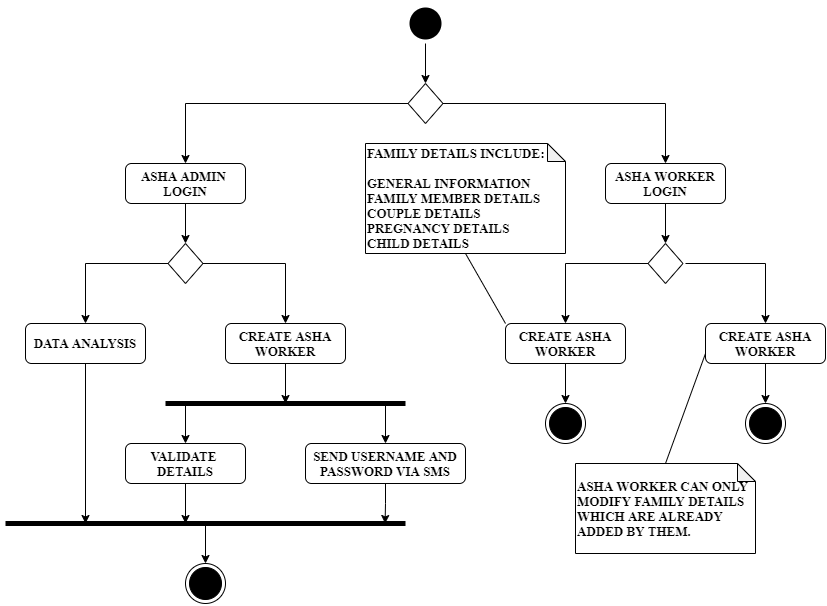 FAMILY DETAILS INCLUDE:
GENERAL INFORMATION
FAMILY MEMBER DETAILS
COUPLE DETAILS
PREGNANCY DETAILS
CHILD DETAILS
ASHA ADMIN
LOGIN
ASHA WORKER
LOGIN
DATA ANALYSIS
CREATE ASHA
WORKER
CREATE ASHA
WORKER
CREATE ASHA
WORKER
VALIDATE
DETAILS
SEND USERNAME AND
PASSWORD VIA SMS
ASHA WORKER CAN ONLY
MODIFY FAMILY DETAILS
WHICH ARE ALREADY
ADDED BY THEM.